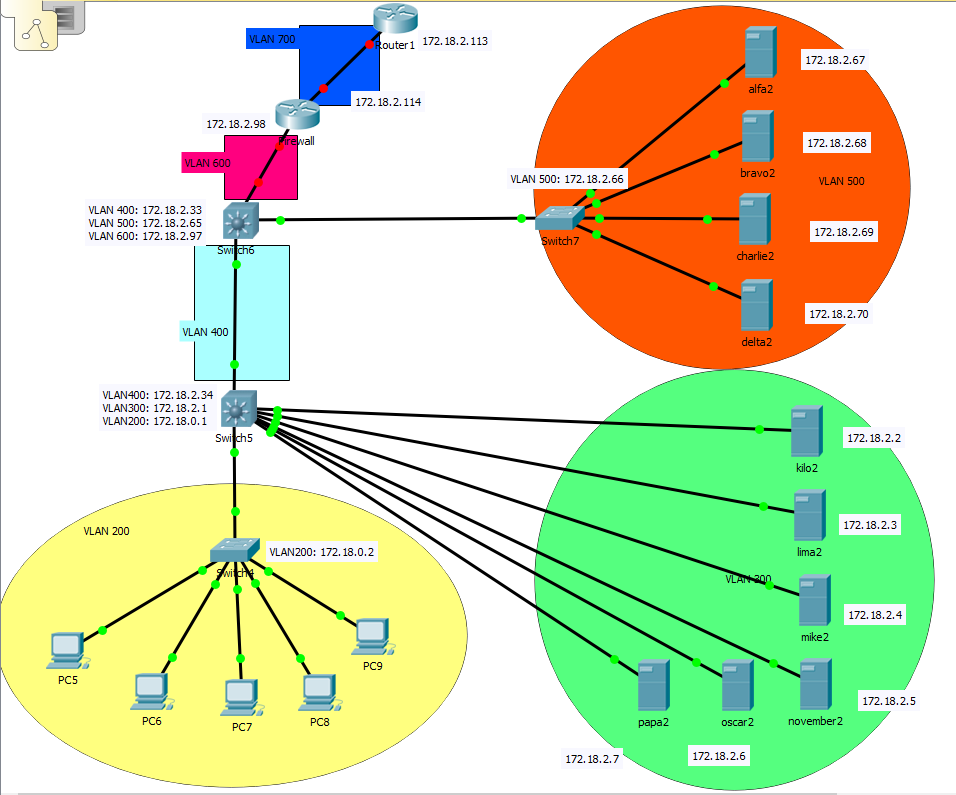 VLAN 700
Router1
172.18.2.113
172.18.2.114
172.18.2.98
Firewall
VLAN 600
VLAN 400: 172.18.2.33
VLAN 500: 172.18.2.65
VLAN 600: 172.18.2.97
Switch6
VLAN 500: 172.18.2.66
Switch7
VLAN 500
alfa2
172.18.2.67
bravo2
172.18.2.68
charlie2
172.18.2.69
delta2
172.18.2.70
VLAN 400
VLAN400: 172.18.2.34
VLAN300: 172.18.2.1
VLAN200: 172.18.0.1
Switch5
kilo2
172.18.2.2
lima2
172.18.2.3
VLAN 300
mike2
172.18.2.4
november2
172.18.2.5
oscar2
172.18.2.6
papa2
172.18.2.7
VLAN 200
VLAN200: 172.18.0.2
Switch4
PC5
PC6
PC7
PC8
PC9